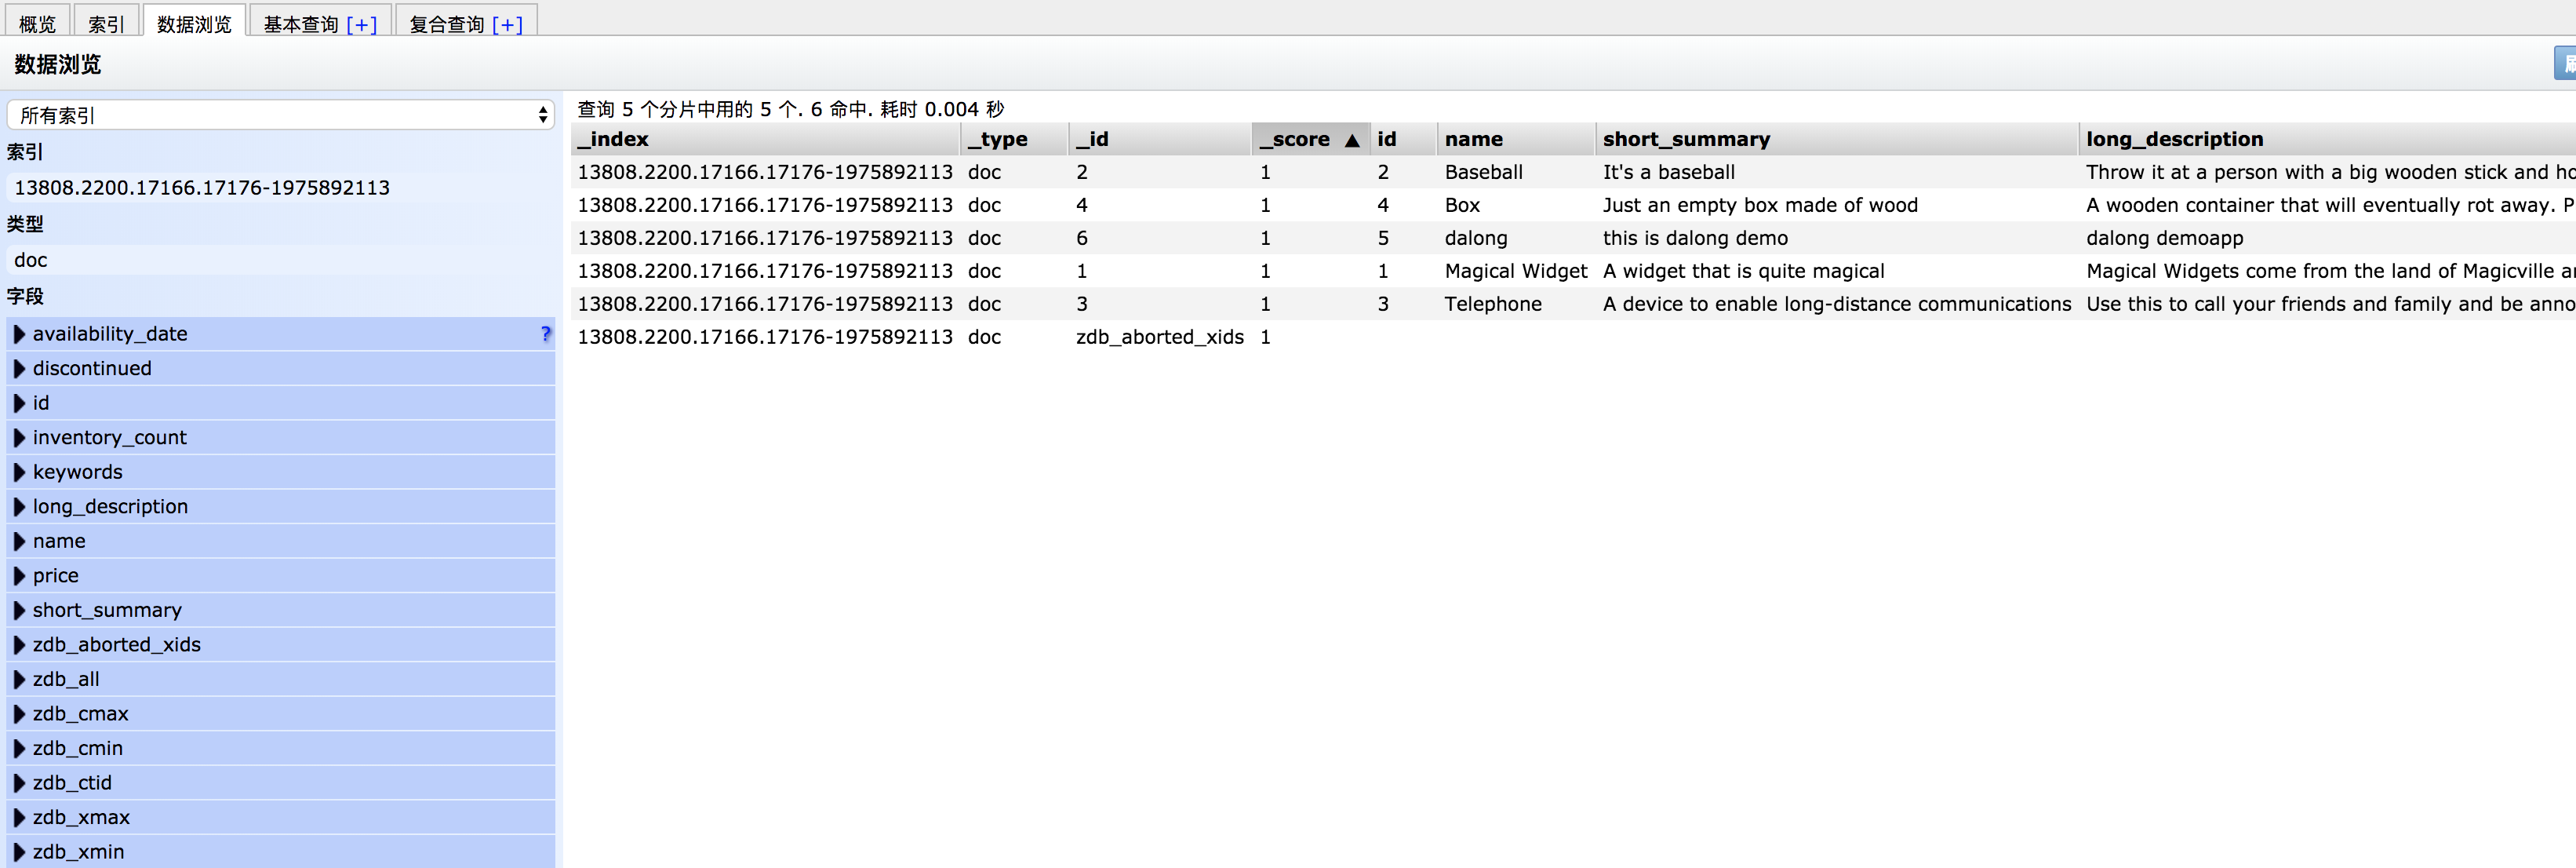 概览 索引 数据浏览 基本查询 [+] 复合查询 [+]
数据浏览
所有索引
索引
13808.2200.17166.17176-1975892113
类型
doc
字段
availability_date ?
discontinued
id
inventory_count
keywords
long_description
name
price
short_summary
zdb_aborted_xids
zdb_all
zdb_cmax
zdb_cmin
zdb_ctid
zdb_xmax
zdb_xmin
查询 5 个分片中用的 5 个. 6 命中. 耗时 0.004 秒
_index _type _id _score ▲ id name short_summary long_description
13808.2200.17166.17176-1975892113 doc 2 1 2 Baseball It's a baseball Throw it at a person with a big wooden stick and
13808.2200.17166.17176-1975892113 doc 4 1 4 Box Just an empty box made of wood A wooden container that will eventually rot away.
13808.2200.17166.17176-1975892113 doc 6 1 5 dalong this is dalong demo dalong demoapp
13808.2200.17166.17176-1975892113 doc 1 1 1 Magical Widget A widget that is quite magical Magical Widgets come from the land of Magicville
13808.2200.17166.17176-1975892113 doc 3 1 3 Telephone A device to enable long-distance communications Use this to call your friends and family and be
13808.2200.17166.17176-1975892113 doc zdb_aborted_xids 1